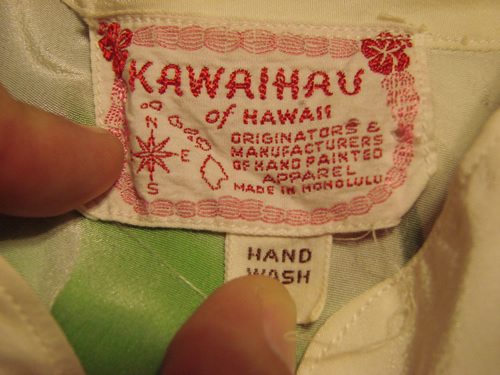 KAWAIHAU
of HAWAII
ORIGINATORS &
MANUFACTURERS
OF HAND PAINTED
APPAREL
MADE IN HONOLULU
N
E
S
HAND
WASH